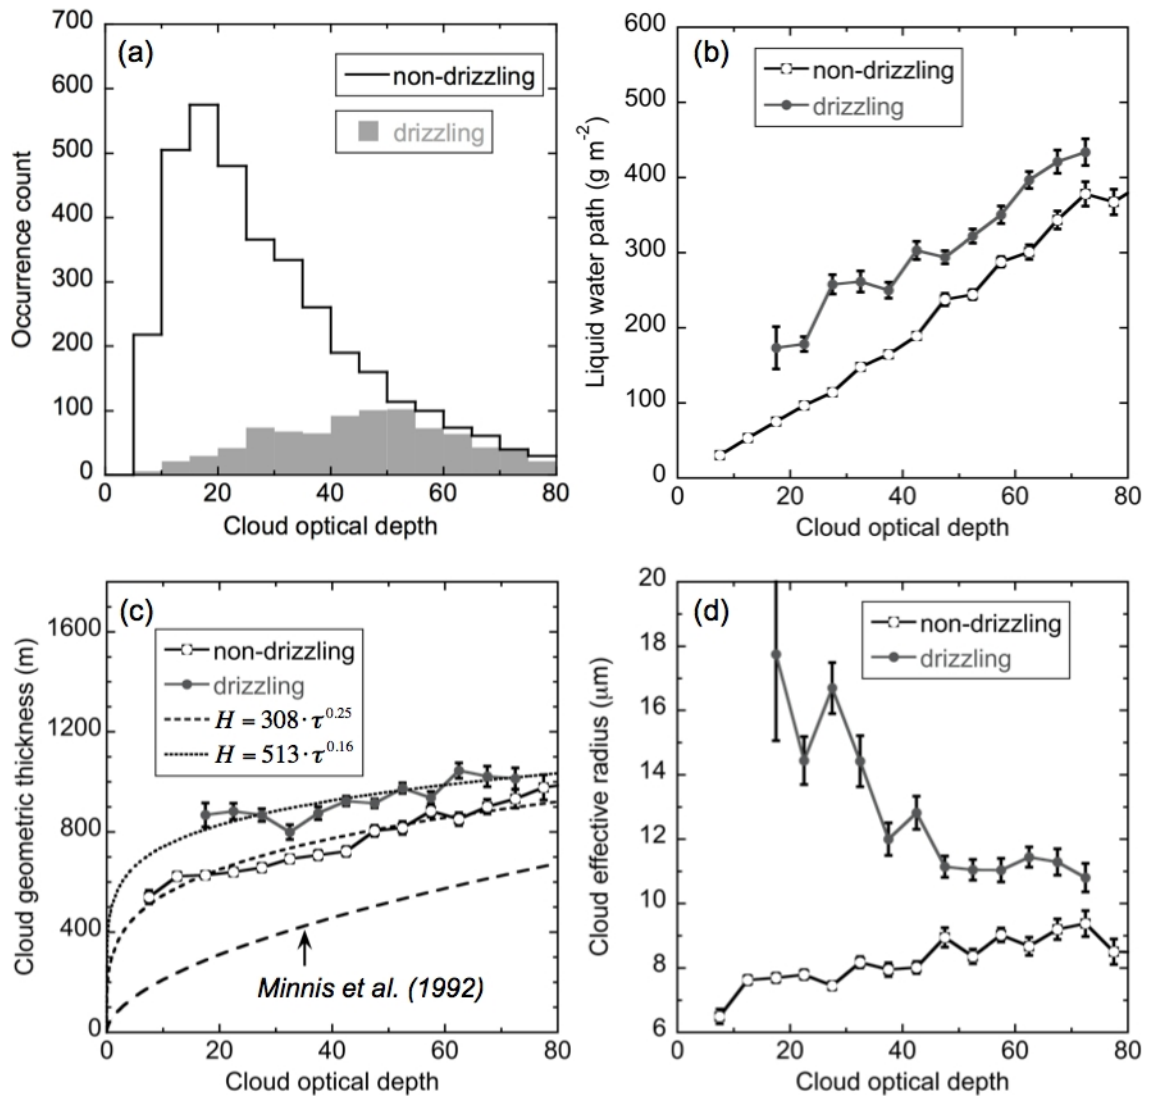 (a)
non-drizzling
drizzling
Occurrence count
700
600
500
400
300
200
100
0
0 20 40 60 80
Cloud optical depth
(b)
non-drizzling
drizzling
Liquid water path (g m⁻²)
600
500
400
300
200
100
0
0 20 40 60 80
Cloud optical depth
(c)
non-drizzling
drizzling
H = 308 · τ^0.25
H = 513 · τ^0.16
Minnis et al. (1992)
Cloud geometric thickness (m)
1600
1200
800
400
0
0 20 40 60 80
Cloud optical depth
(d)
non-drizzling
drizzling
Cloud effective radius (μm)
20
18
16
14
12
10
8
6
0 20 40 60 80
Cloud optical depth